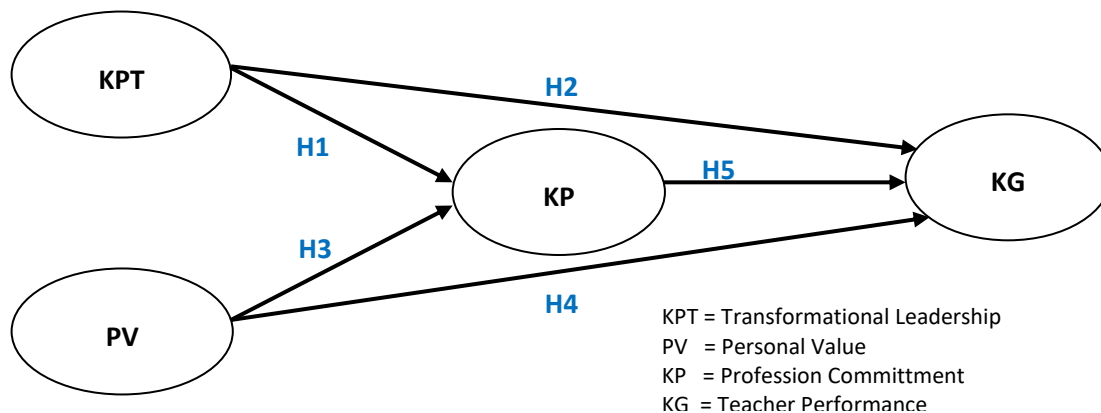 KPT
H2
H1
KP
H5
KG
H3
PV
H4
KPT = Transformational Leadership
PV = Personal Value
KP = Profession Committment
KG = Teacher Performance